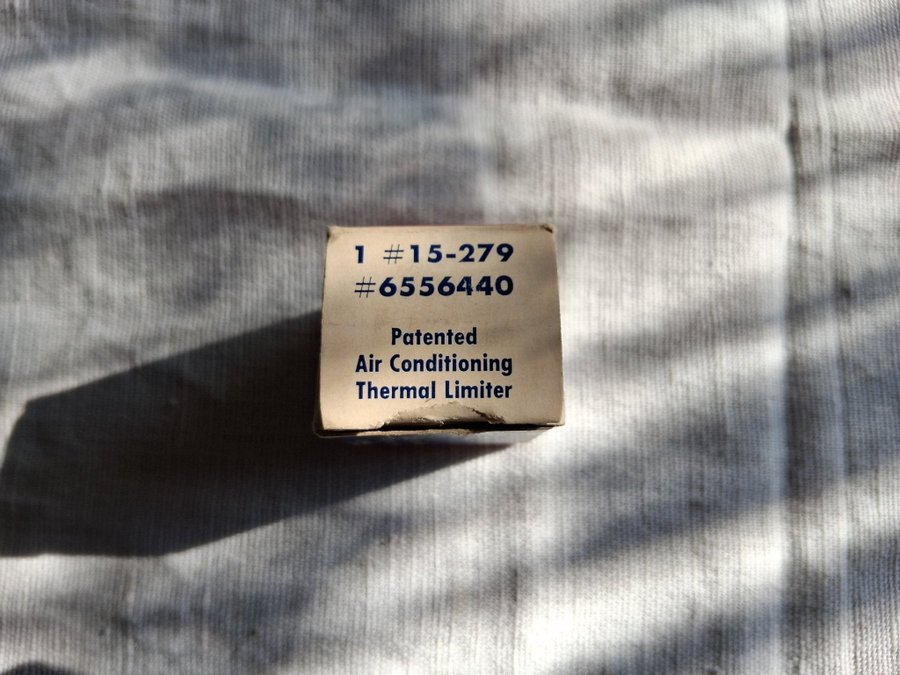 1 #15-279
#6556440
Patented
Air Conditioning
Thermal Limiter